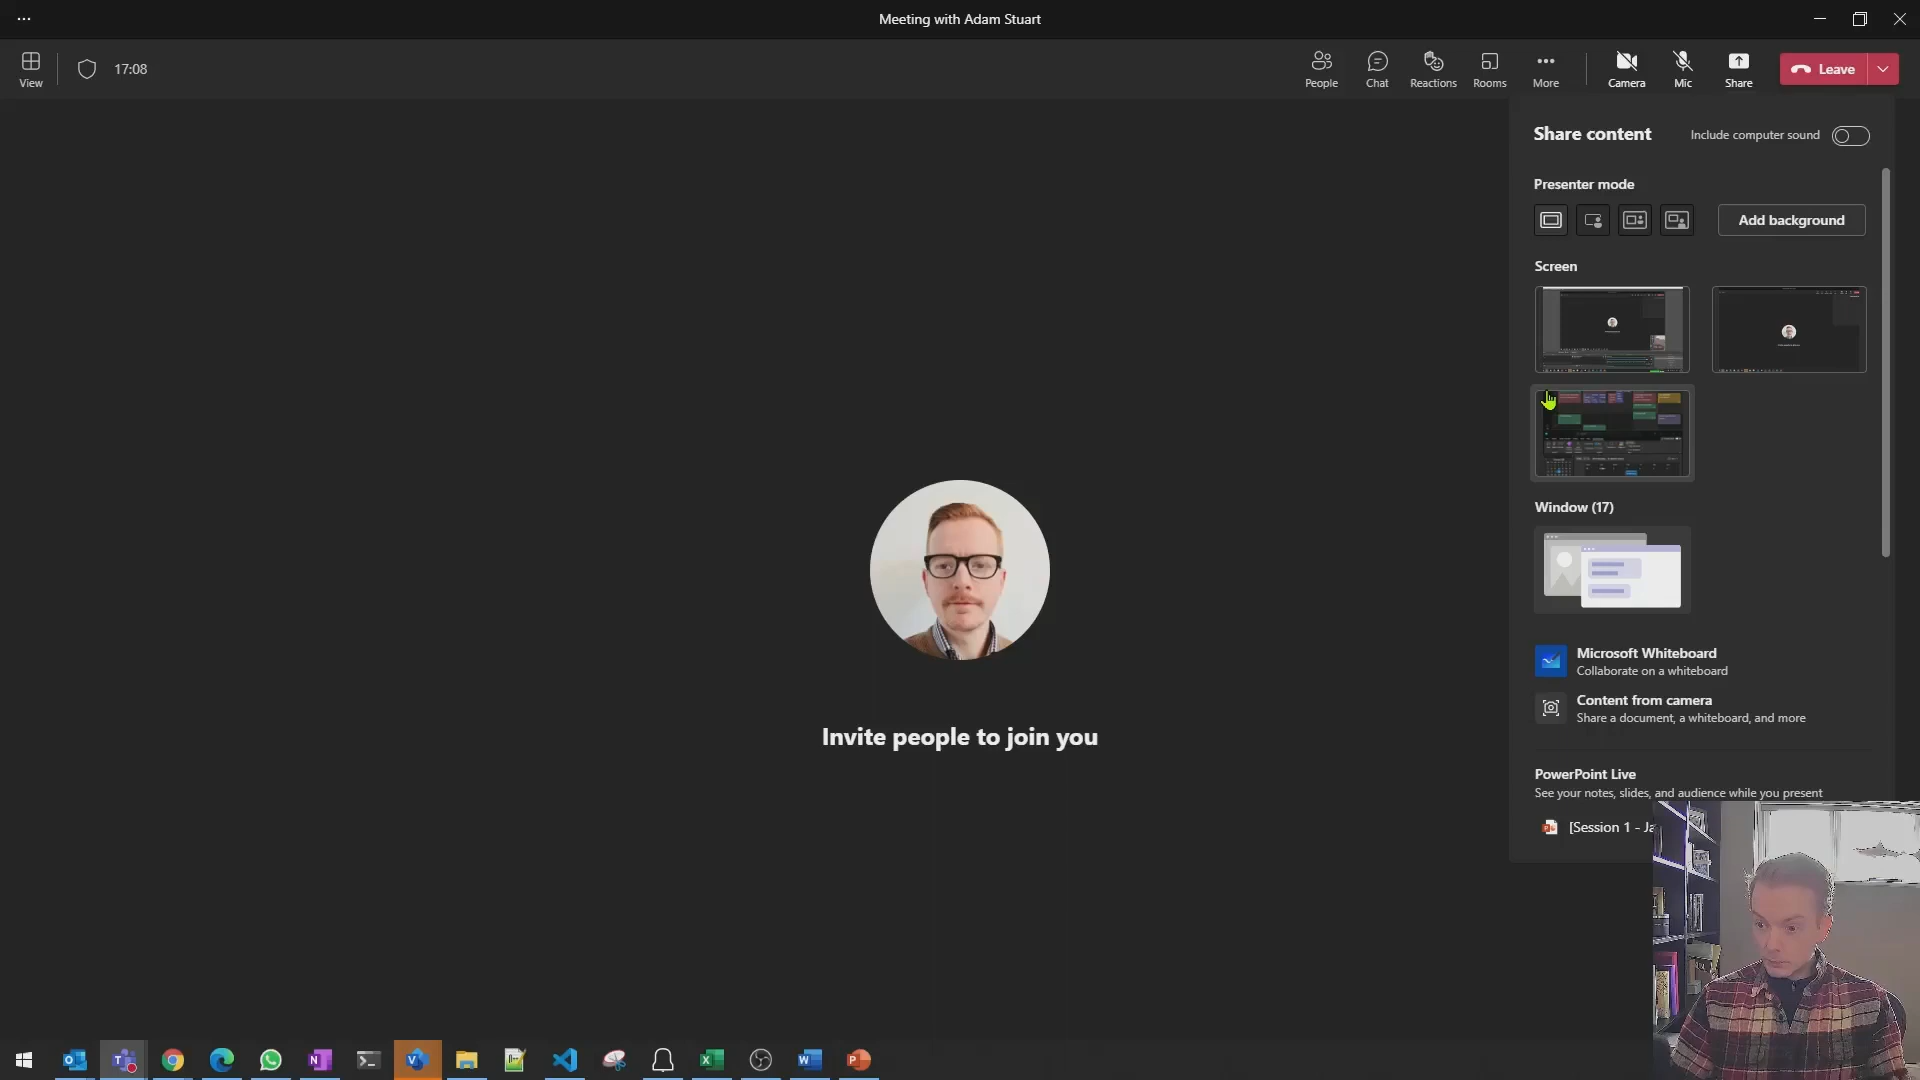 Meeting with Adam Stuart
View
17:08
People
Chat
Reactions
Rooms
More
Camera
Mic
Share
Leave
Share content
Include computer sound
Presenter mode
Add background
Screen
Window (17)
Microsoft Whiteboard
Collaborate on a whiteboard
Content from camera
Share a document, a whiteboard, and more
Invite people to join you
PowerPoint Live
See your notes, slides, and audience while you present
[Session 1 - Ja